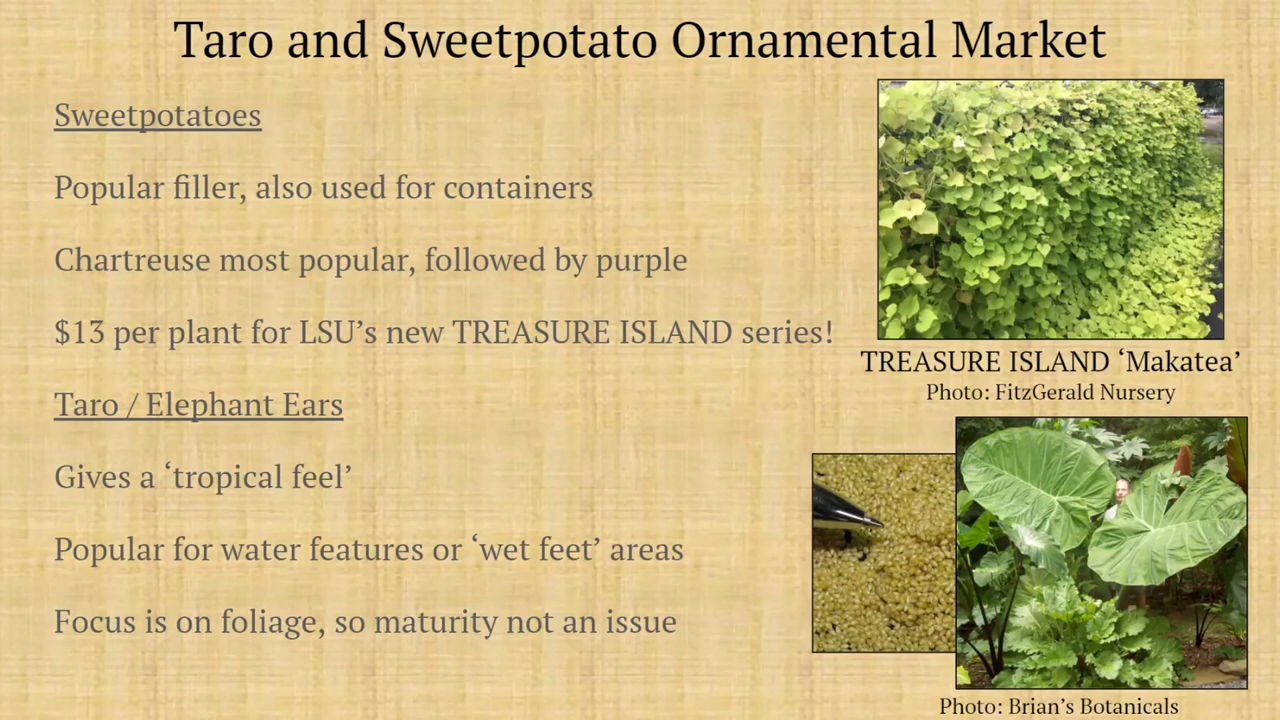 Taro and Sweetpotato Ornamental Market
Sweetpotatoes
Popular filler, also used for containers
Chartreuse most popular, followed by purple
$13 per plant for LSU’s new TREASURE ISLAND series!
Taro / Elephant Ears
Gives a ‘tropical feel’
Popular for water features or ‘wet feet’ areas
Focus is on foliage, so maturity not an issue
TREASURE ISLAND ‘Makatea’
Photo: FitzGerald Nursery
Photo: Brian’s Botanicals